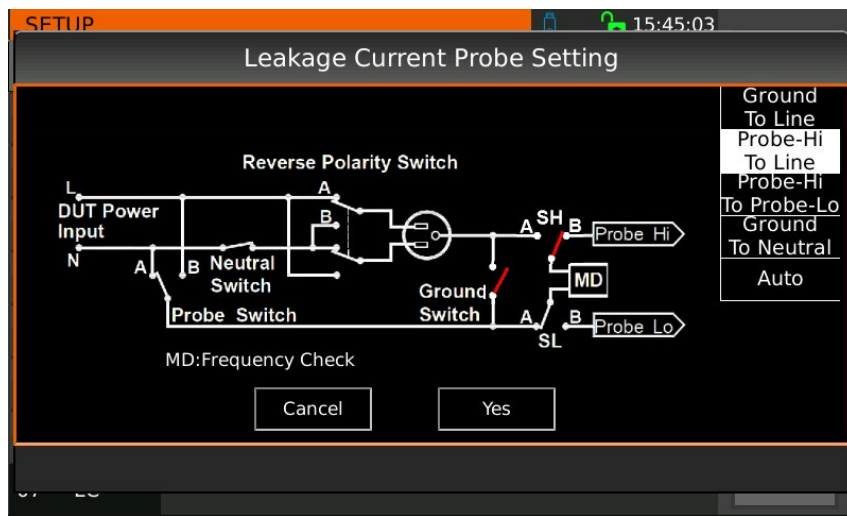 SETUP
15:45:03
Leakage Current Probe Setting
Ground
To Line
Probe-Hi
To Line
Probe-Hi
To Probe-Lo
Ground
To Neutral
Auto
Reverse Polarity Switch
L
A
DUT Power
Input
B
A
SH
B
Probe Hi
N
A
B
Neutral
Switch
MD
Ground
Switch
Probe Switch
A
B
Probe Lo
SL
MD:Frequency Check
Cancel
Yes